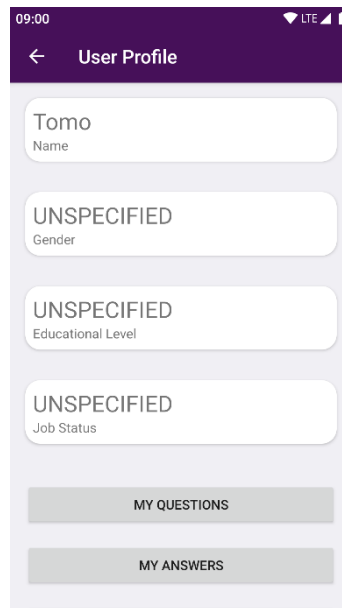 09:00 LTE
User Profile
Tomo
Name
UNSPECIFIED
Gender
UNSPECIFIED
Educational Level
UNSPECIFIED
Job Status
MY QUESTIONS
MY ANSWERS